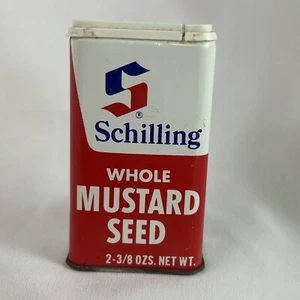 S
®
Schilling
WHOLE
MUSTARD
SEED
2-3/8 OZS. NET WT.